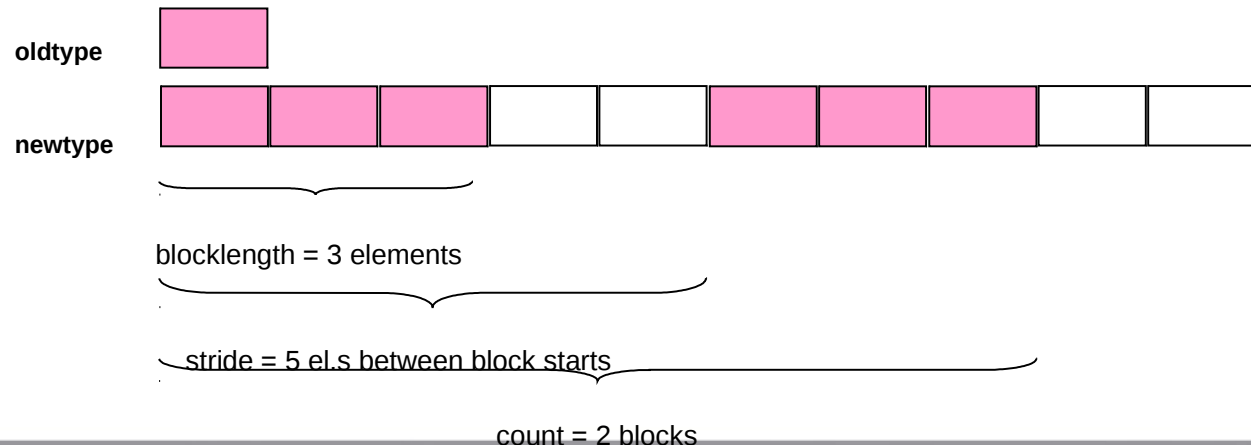 oldtype
newtype
blocklength = 3 elements
stride = 5 el.s between block starts
count = 2 blocks